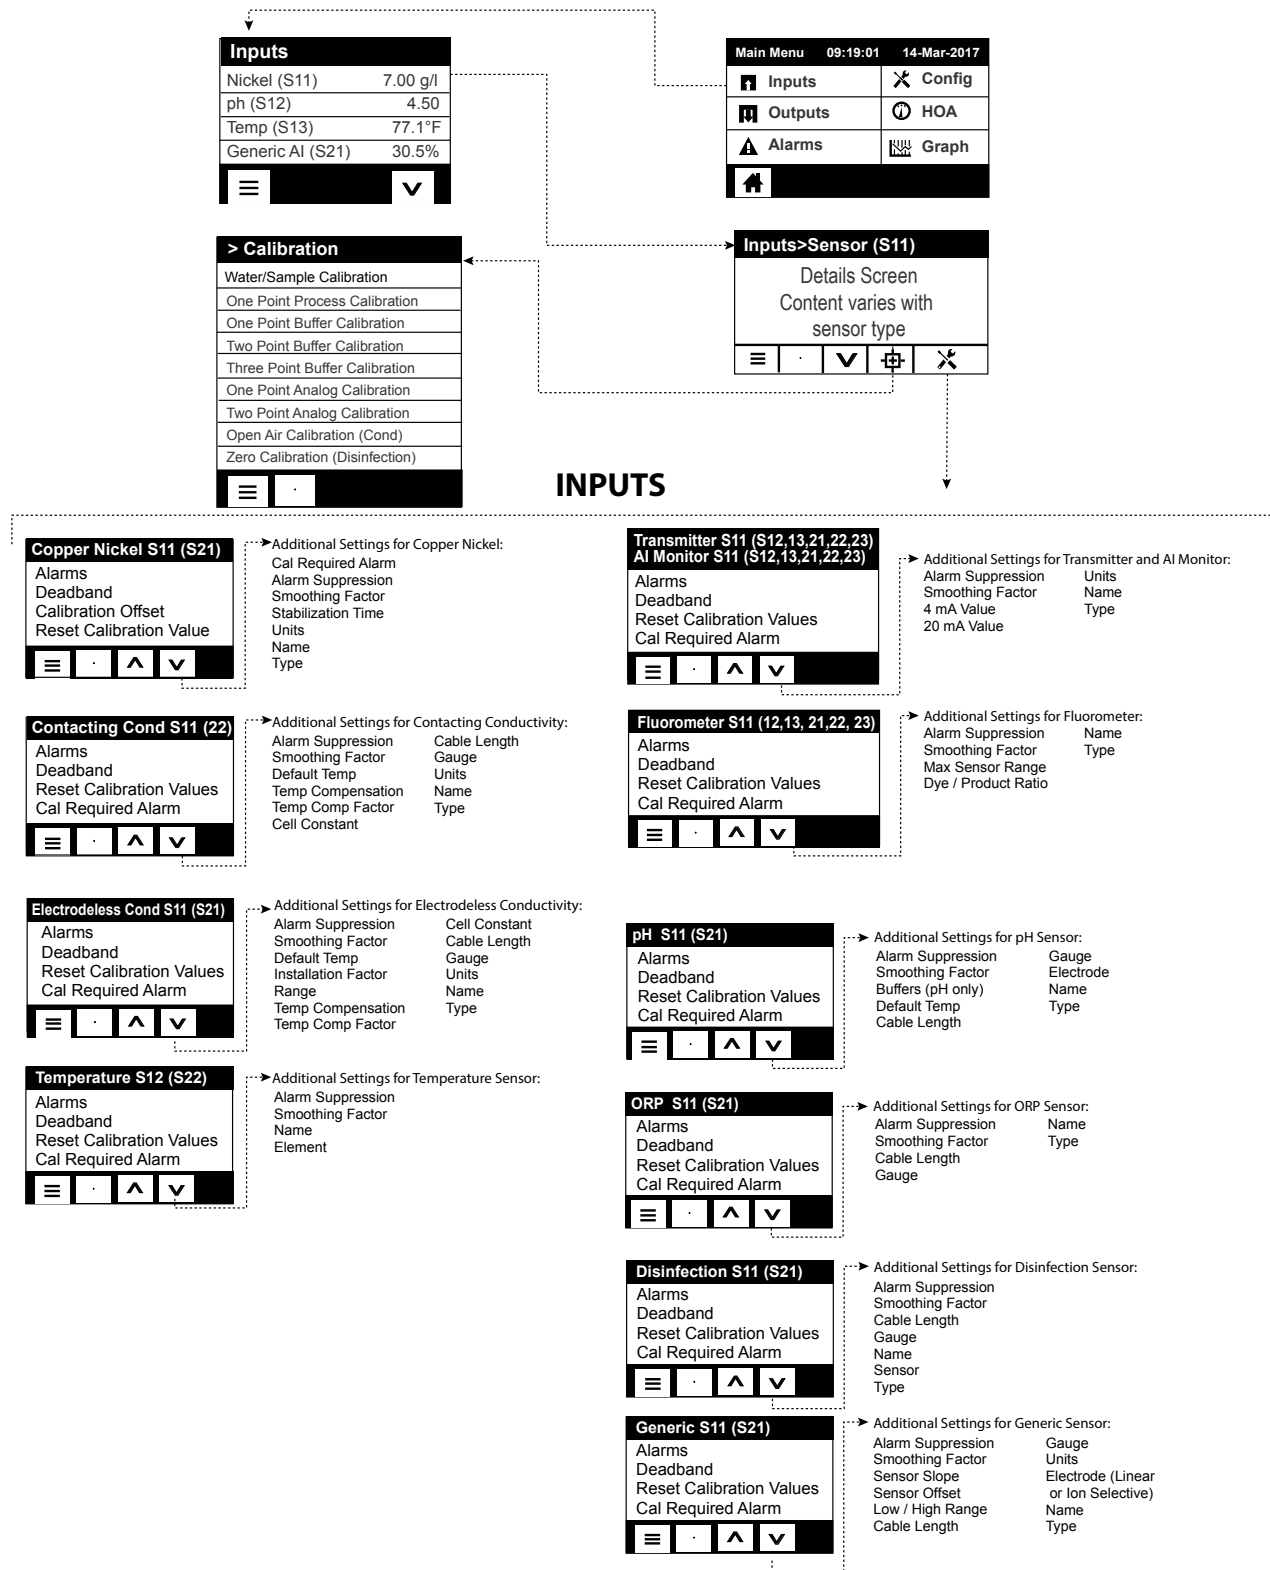 Inputs
Nickel (S11) 7.00 g/l
ph (S12) 4.50
Temp (S13) 77.1°F
Generic AI (S21) 30.5%
Main Menu 09:19:01 14-Mar-2017
Inputs Config
Outputs HOA
Alarms Graph
> Calibration
Water/Sample Calibration
One Point Process Calibration
One Point Buffer Calibration
Two Point Buffer Calibration
Three Point Buffer Calibration
One Point Analog Calibration
Two Point Analog Calibration
Open Air Calibration (Cond)
Zero Calibration (Disinfection)
Inputs>Sensor (S11)
Details Screen
Content varies with
sensor type
INPUTS
Copper Nickel S11 (S21)
Alarms
Deadband
Calibration Offset
Reset Calibration Value
Additional Settings for Copper Nickel:
Cal Required Alarm
Alarm Suppression
Smoothing Factor
Stabilization Time
Units
Name
Type
Contacting Cond S11 (22)
Alarms
Deadband
Reset Calibration Values
Cal Required Alarm
Additional Settings for Contacting Conductivity:
Alarm Suppression Cable Length
Smoothing Factor Gauge
Default Temp Units
Temp Compensation Name
Temp Comp Factor Type
Cell Constant
Electrodeless Cond S11 (S21)
Alarms
Deadband
Reset Calibration Values
Cal Required Alarm
Additional Settings for Electrodeless Conductivity:
Alarm Suppression Cell Constant
Smoothing Factor Cable Length
Default Temp Gauge
Installation Factor Units
Range Name
Temp Compensation Type
Temp Comp Factor
Temperature S12 (S22)
Alarms
Deadband
Reset Calibration Values
Cal Required Alarm
Additional Settings for Temperature Sensor:
Alarm Suppression
Smoothing Factor
Name
Element
Transmitter S11 (S12,13,21,22,23)
AI Monitor S11 (S12,13,21,22,23)
Alarms
Deadband
Reset Calibration Values
Cal Required Alarm
Additional Settings for Transmitter and AI Monitor:
Alarm Suppression Units
Smoothing Factor Name
4 mA Value Type
20 mA Value
Fluorometer S11 (12,13, 21,22, 23)
Alarms
Deadband
Reset Calibration Values
Cal Required Alarm
Additional Settings for Fluorometer:
Alarm Suppression Name
Smoothing Factor Type
Max Sensor Range
Dye / Product Ratio
pH S11 (S21)
Alarms
Deadband
Reset Calibration Values
Cal Required Alarm
Additional Settings for pH Sensor:
Alarm Suppression Gauge
Smoothing Factor Electrode
Buffers (pH only) Name
Default Temp Type
Cable Length
ORP S11 (S21)
Alarms
Deadband
Reset Calibration Values
Cal Required Alarm
Additional Settings for ORP Sensor:
Alarm Suppression Name
Smoothing Factor Type
Cable Length
Gauge
Disinfection S11 (S21)
Alarms
Deadband
Reset Calibration Values
Cal Required Alarm
Additional Settings for Disinfection Sensor:
Alarm Suppression
Smoothing Factor
Cable Length
Gauge
Name
Sensor
Type
Generic S11 (S21)
Alarms
Deadband
Reset Calibration Values
Cal Required Alarm
Additional Settings for Generic Sensor:
Alarm Suppression Gauge
Smoothing Factor Units
Sensor Slope Electrode (Linear
Sensor Offset or Ion Selective)
Low / High Range Name
Cable Length Type